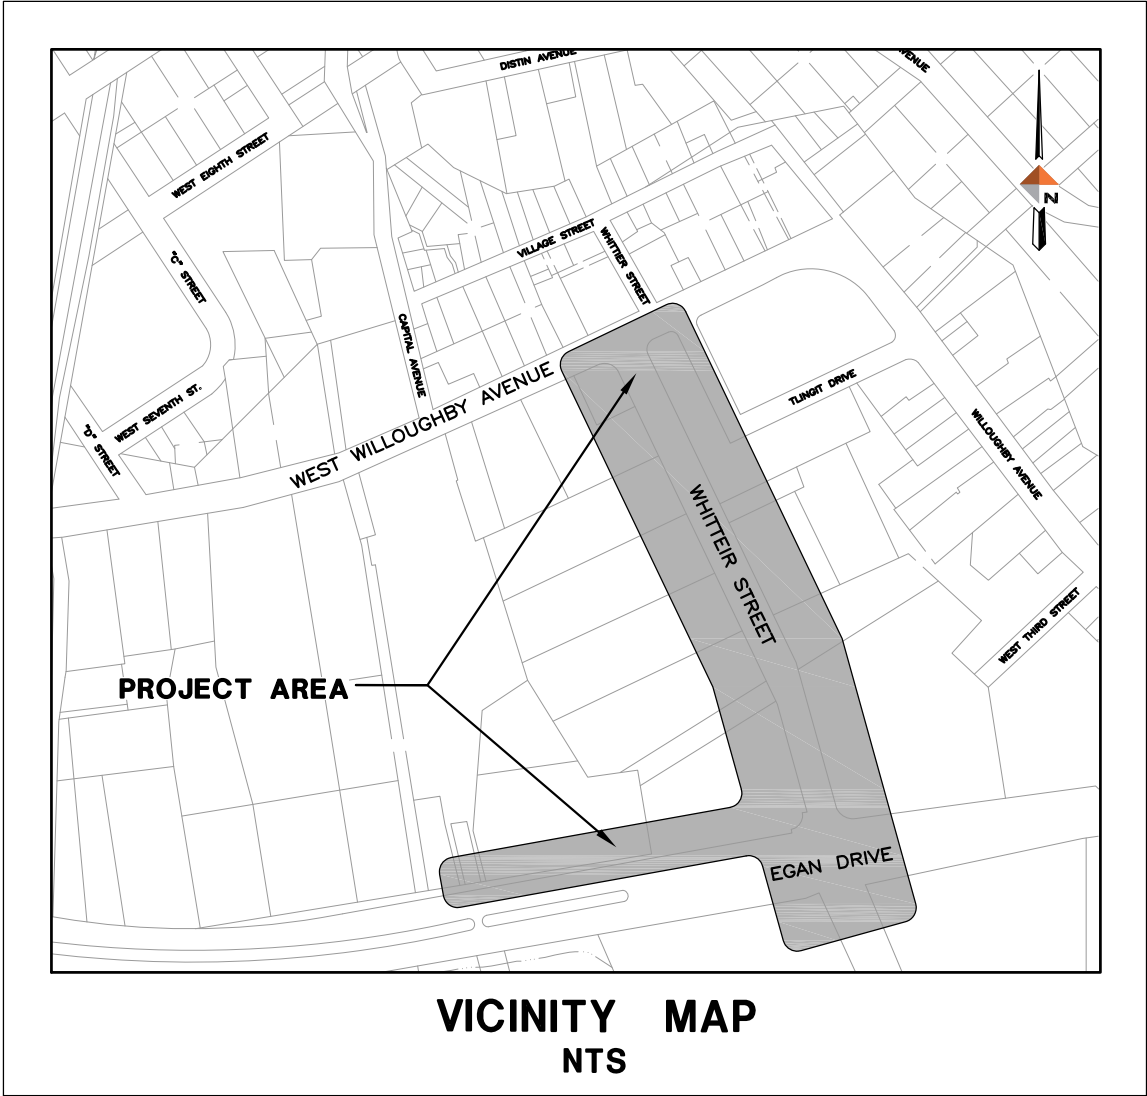 DISTIN AVENUE
VENUE
WEST EIGHTH STREET
N
VILLAGE STREET
WHITTIER STREET
"C" STREET
CAPITAL AVENUE
WEST WILLOUGHBY AVENUE
TLINGIT DRIVE
WEST SEVENTH ST.
"D" STREET
WILLOUGHBY AVENUE
WHITTEIR STREET
WEST THIRD STREET
PROJECT AREA
EGAN DRIVE
VICINITY MAP
NTS